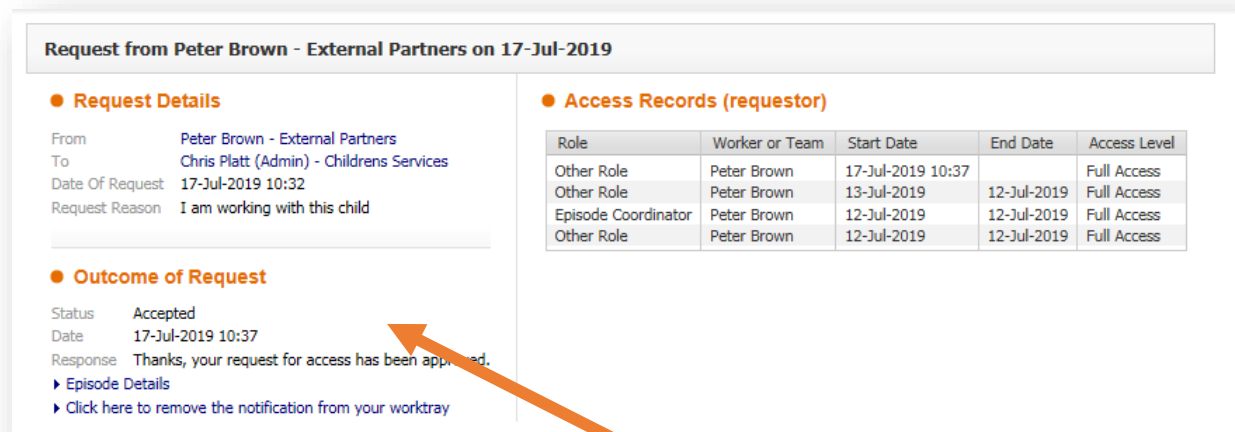 Request from Peter Brown - External Partners on 17-Jul-2019
Request Details
From Peter Brown - External Partners
To Chris Platt (Admin) - Childrens Services
Date Of Request 17-Jul-2019 10:32
Request Reason I am working with this child
Outcome of Request
Status Accepted
Date 17-Jul-2019 10:37
Response Thanks, your request for access has been approved.
Episode Details
Click here to remove the notification from your worktray
Access Records (requestor)
Role Worker or Team Start Date End Date Access Level
Other Role Peter Brown 17-Jul-2019 10:37 Full Access
Other Role Peter Brown 13-Jul-2019 12-Jul-2019 Full Access
Episode Coordinator Peter Brown 12-Jul-2019 12-Jul-2019 Full Access
Other Role Peter Brown 12-Jul-2019 12-Jul-2019 Full Access